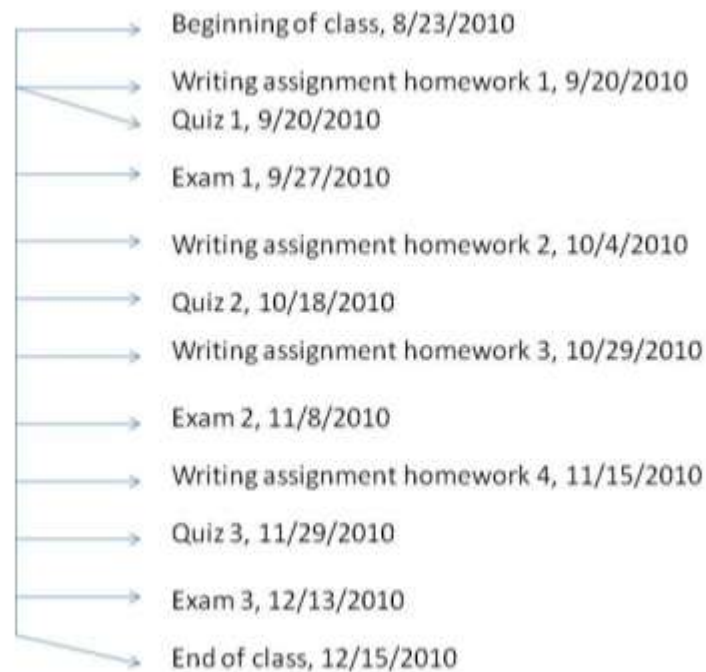 Beginning of class, 8/23/2010
Writing assignment homework 1, 9/20/2010
Quiz 1, 9/20/2010
Exam 1, 9/27/2010
Writing assignment homework 2, 10/4/2010
Quiz 2, 10/18/2010
Writing assignment homework 3, 10/29/2010
Exam 2, 11/8/2010
Writing assignment homework 4, 11/15/2010
Quiz 3, 11/29/2010
Exam 3, 12/13/2010
End of class, 12/15/2010